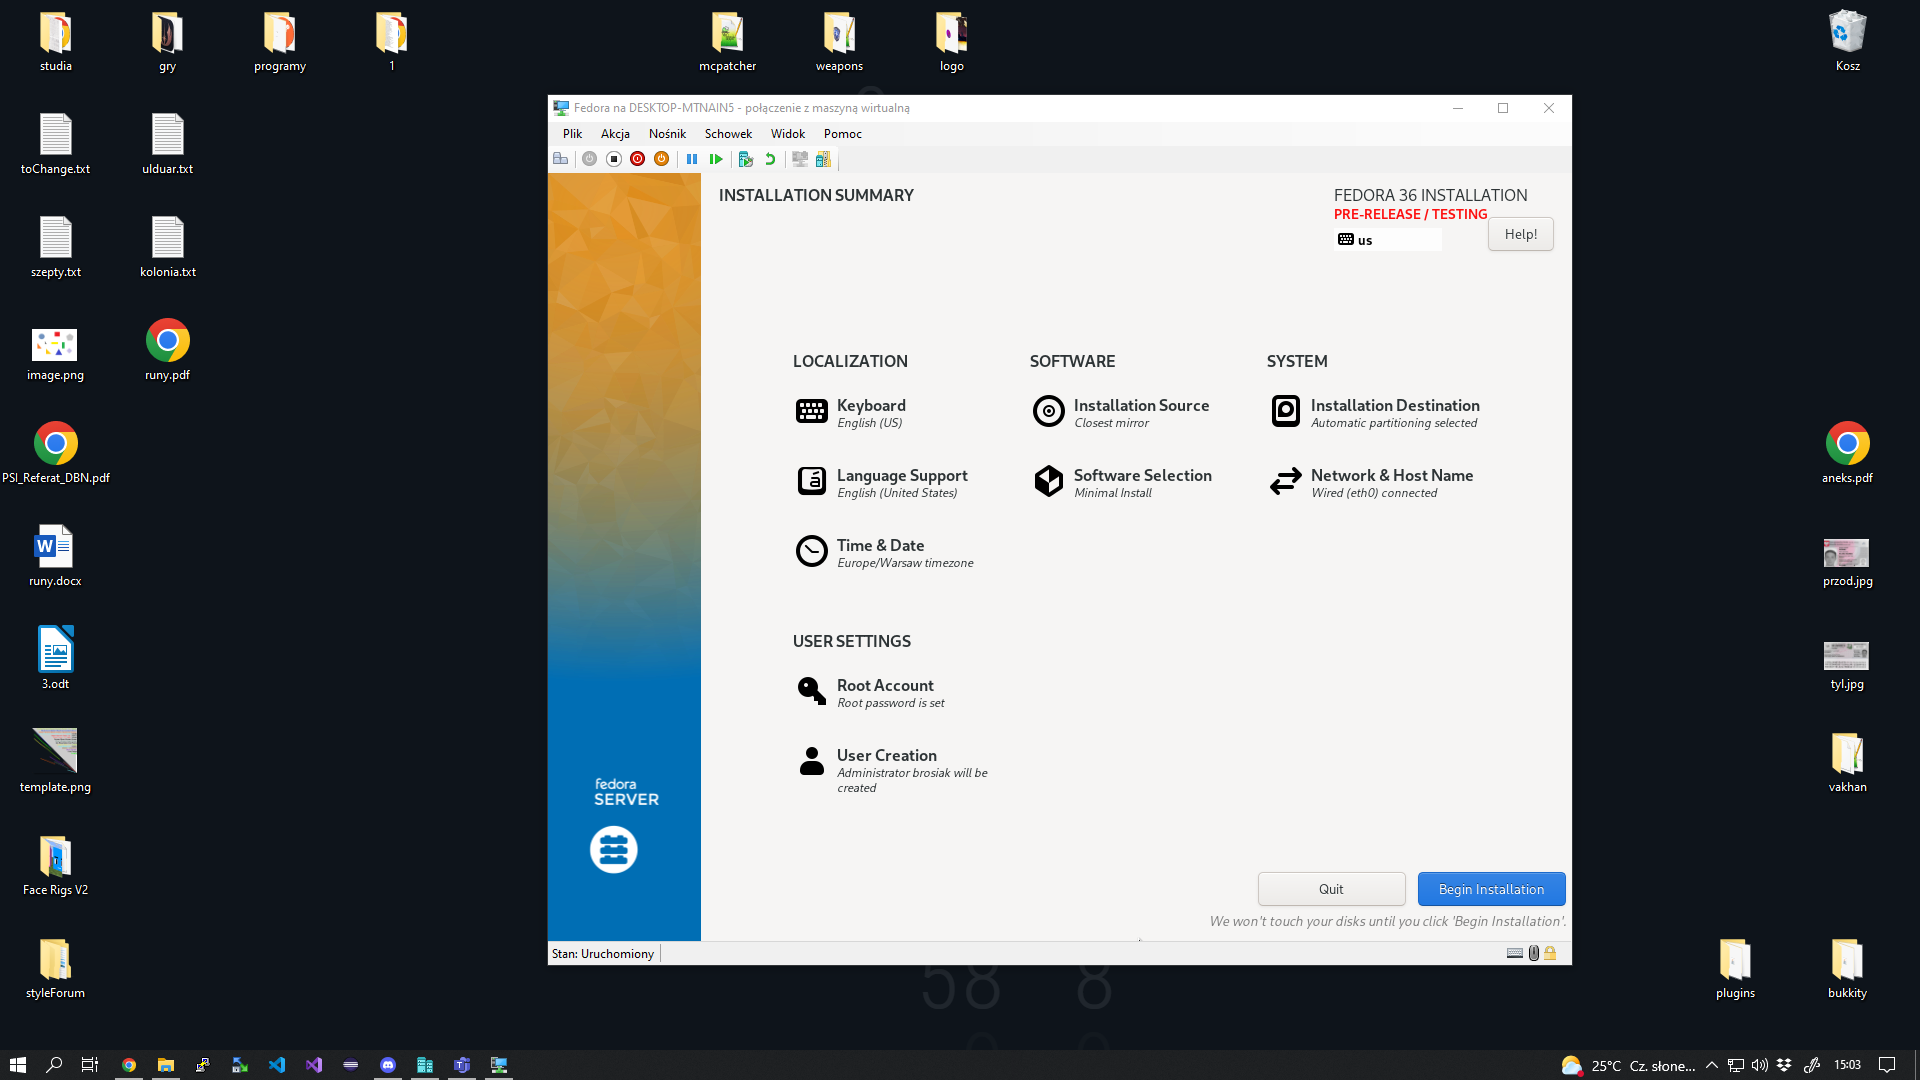 studia
gry
programy
1
mcpatcher
weapons
logo
Kosz
toChange.txt
ulduar.txt
szepty.txt
kolonia.txt
image.png
runy.pdf
PSI_Referat_DBN.pdf
runy.docx
3.odt
template.png
Face Rigs V2
styleForum
Fedora na DESKTOP-MTNAIN5 - połączenie z maszyną wirtualną
Plik Akcja Nośnik Schowek Widok Pomoc
INSTALLATION SUMMARY
FEDORA 36 INSTALLATION
PRE-RELEASE / TESTING
us
Help!
LOCALIZATION
Keyboard
English (US)
Language Support
English (United States)
Time & Date
Europe/Warsaw timezone
SOFTWARE
Installation Source
Closest mirror
Software Selection
Minimal Install
SYSTEM
Installation Destination
Automatic partitioning selected
Network & Host Name
Wired (eth0) connected
USER SETTINGS
Root Account
Root password is set
User Creation
Administrator brosiak will be
created
fedora
SERVER
Quit
Begin Installation
We won't touch your disks until you click 'Begin Installation'.
Stan: Uruchomiony
58 8
aneks.pdf
przod.jpg
tyl.jpg
vakhan
plugins
bukkity
25°C Cz. słone...
15:03